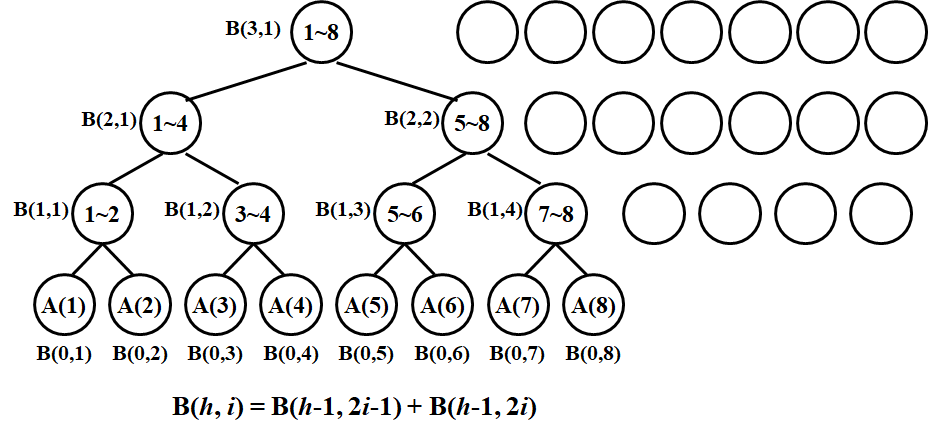 B(3,1) 1~8
B(2,1) 1~4 B(2,2) 5~8
B(1,1) 1~2 B(1,2) 3~4 B(1,3) 5~6 B(1,4) 7~8
A(1) A(2) A(3) A(4) A(5) A(6) A(7) A(8)
B(0,1) B(0,2) B(0,3) B(0,4) B(0,5) B(0,6) B(0,7) B(0,8)
B(h, i) = B(h-1, 2i-1) + B(h-1, 2i)